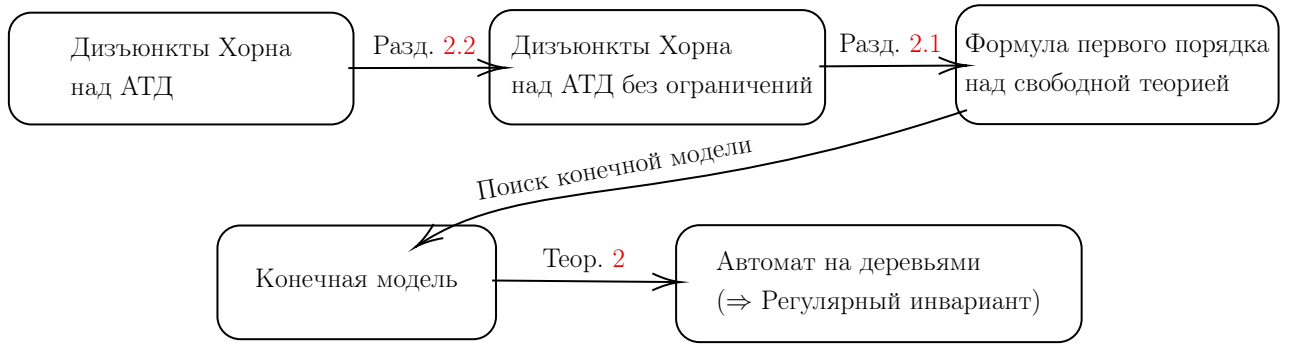 Дизъюнкты Хорна
над АТД
Разд. 2.2
Дизъюнкты Хорна
над АТД без ограничений
Разд. 2.1
Формула первого порядка
над свободной теорией
Поиск конечной модели
Конечная модель
Теор. 2
Автомат на деревьями
(⇒ Регулярный инвариант)